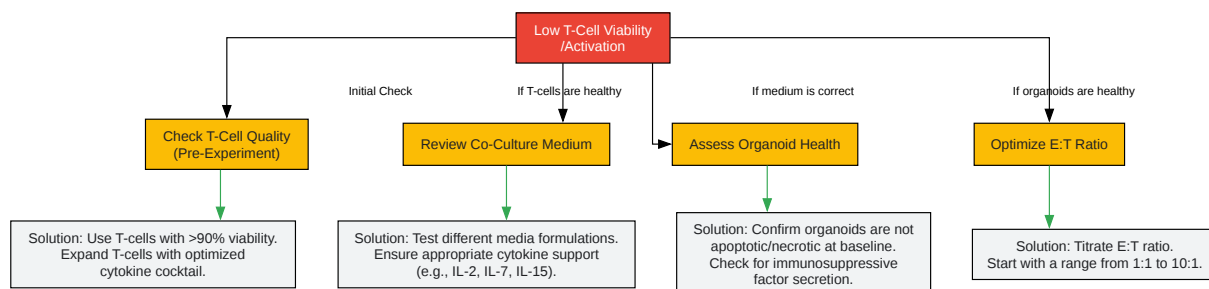 Low T-Cell Viability
/Activation
Initial Check
If T-cells are healthy
If medium is correct
If organoids are healthy
Check T-Cell Quality
(Pre-Experiment)
Review Co-Culture Medium
Assess Organoid Health
Optimize E:T Ratio
Solution: Use T-cells with >90% viability.
Expand T-cells with optimized
cytokine cocktail.
Solution: Test different media formulations.
Ensure appropriate cytokine support
(e.g., IL-2, IL-7, IL-15).
Solution: Confirm organoids are not
apoptotic/necrotic at baseline.
Check for immunosuppressive
factor secretion.
Solution: Titrate E:T ratio.
Start with a range from 1:1 to 10:1.